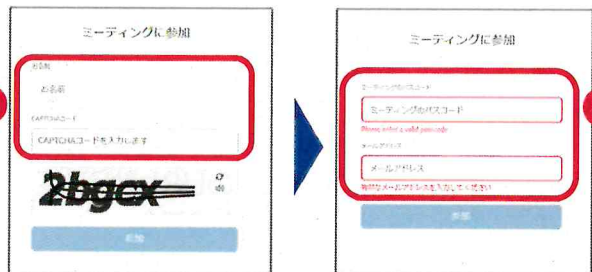 ミーティングに参加
お名前
お名前
CAPTCHAコード
CAPTCHAコードを入力します
2bgcx
参加
ミーティングに参加
ミーティングのパスコード
ミーティングのパスコード
Please enter a valid passcode
メールアドレス
メールアドレス
有効なメールアドレスを入力してください
参加